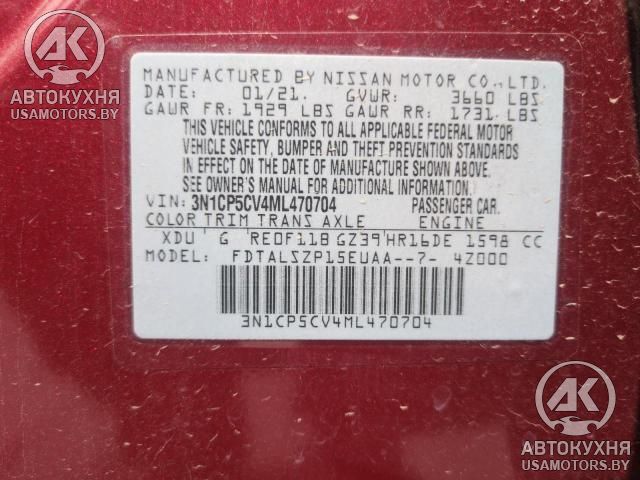 AK
АВТОКУХНЯ
USAMOTORS.BY
MANUFACTURED BY NISSAN MOTOR CO.,LTD.
DATE: 01/21. GVWR: 3660 LBS
GAWR FR: 1929 LBS GAWR RR: 1731 LBS
THIS VEHICLE CONFORMS TO ALL APPLICABLE FEDERAL MOTOR
VEHICLE SAFETY, BUMPER AND THEFT PREVENTION STANDARDS
IN EFFECT ON THE DATE OF MANUFACTURE SHOWN ABOVE.
SEE OWNER'S MANUAL FOR ADDITIONAL INFORMATION.
VIN: 3N1CP5CV4ML470704 PASSENGER CAR.
COLOR TRIM TRANS AXLE ENGINE
XDU G RE0F11B GZ39 HR16DE 1598 CC
MODEL: FDTALSZP15EUAA--7- 4Z000
3N1CP5CV4ML470704
AK
АВТОКУХНЯ
USAMOTORS.BY